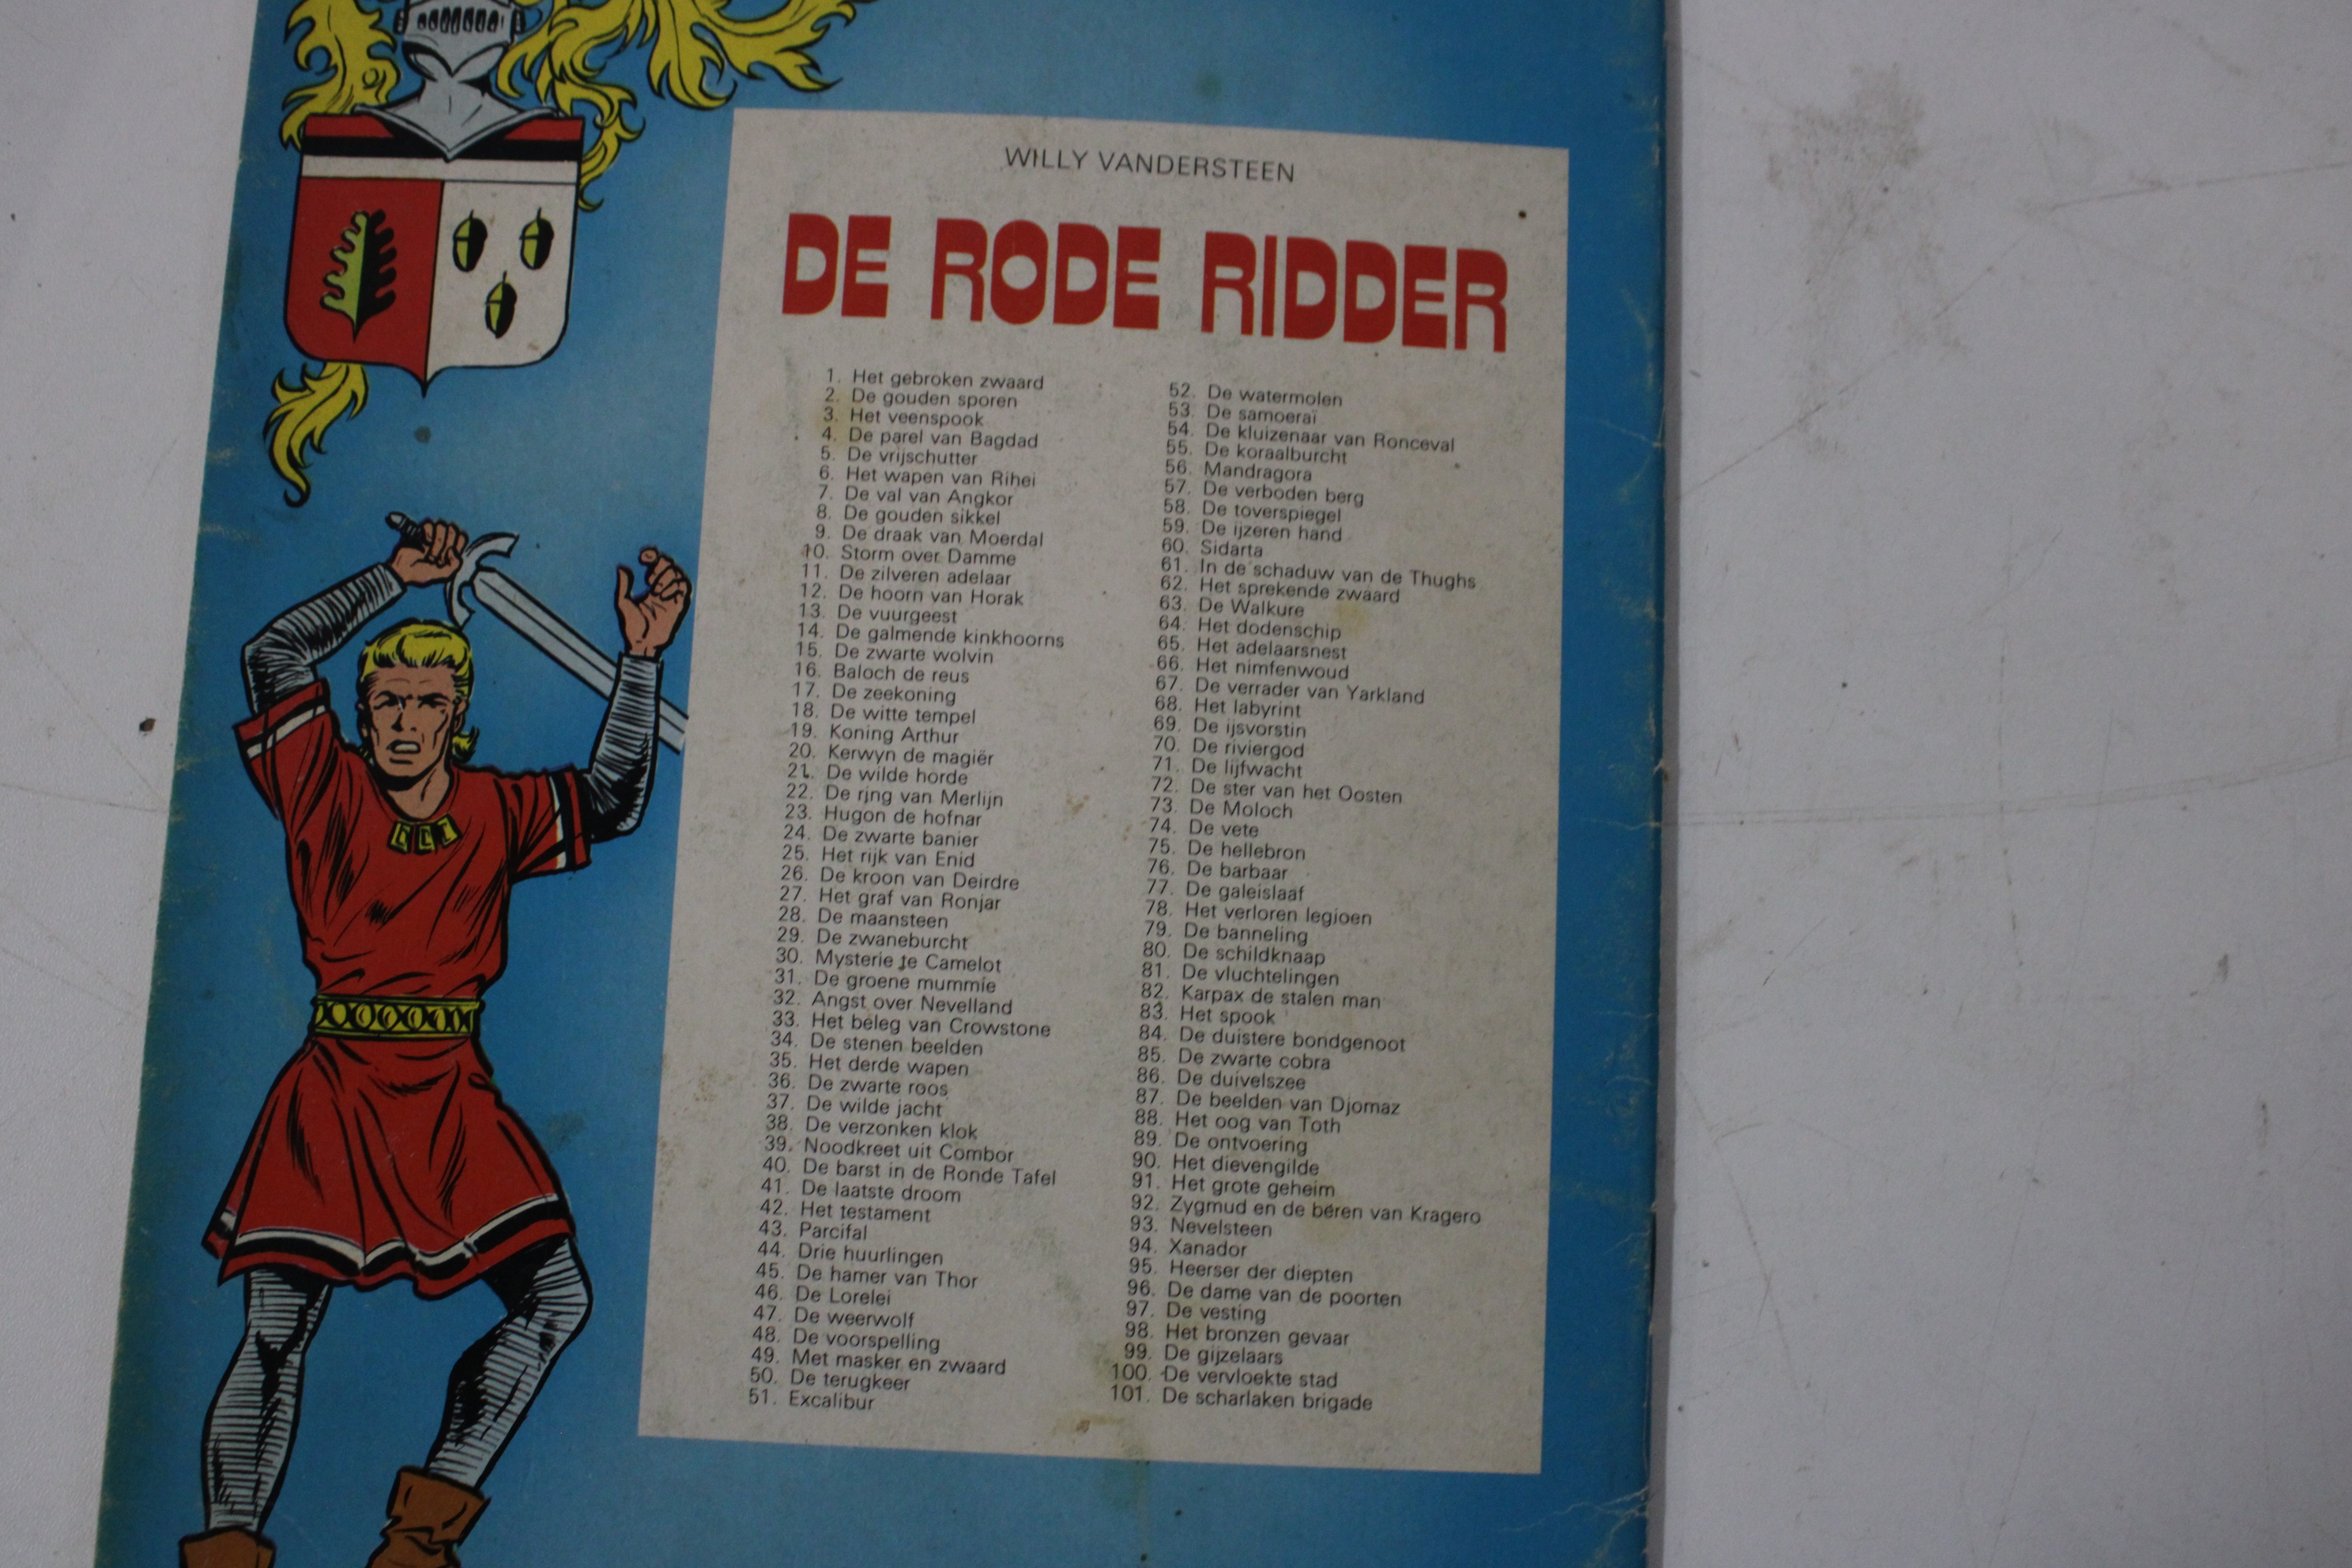 WILLY VANDERSTEEN
DE RODE RIDDER
1. Het gebroken zwaard
2. De gouden sporen
3. Het veenspook
4. De parel van Bagdad
5. De vrijschutter
6. Het wapen van Rihei
7. De val van Angkor
8. De gouden sikkel
9. De draak van Moerdal
10. Storm over Damme
11. De zilveren adelaar
12. De hoorn van Horak
13. De vuurgeest
14. De galmende kinkhoorns
15. De zwarte wolvin
16. Baloch de reus
17. De zeekoning
18. De witte tempel
19. Koning Arthur
20. Kerwyn de magiër
21. De wilde horde
22. De ring van Merlijn
23. Hugon de hofnar
24. De zwarte banier
25. Het rijk van Enid
26. De kroon van Deirdre
27. Het graf van Ronjar
28. De maansteen
29. De zwaneburcht
30. Mysterie te Camelot
31. De groene mummie
32. Angst over Nevelland
33. Het beleg van Crowstone
34. De stenen beelden
35. Het derde wapen
36. De zwarte roos
37. De wilde jacht
38. De verzonken klok
39. Noodkreet uit Combor
40. De barst in de Ronde Tafel
41. De laatste droom
42. Het testament
43. Parcifal
44. Drie huurlingen
45. De hamer van Thor
46. De Lorelei
47. De weerwolf
48. De voorspelling
49. Met masker en zwaard
50. De terugkeer
51. Excalibur
52. De watermolen
53. De samoeraï
54. De kluizenaar van Ronceval
55. De koraalburcht
56. Mandragora
57. De verboden berg
58. De toverspiegel
59. De ijzeren hand
60. Sidarta
61. In de schaduw van de Thughs
62. Het sprekende zwaard
63. De Walkure
64. Het dodenschip
65. Het adelaarsnest
66. Het nimfenwoud
67. De verrader van Yarkland
68. Het labyrint
69. De ijsvorstin
70. De riviergod
71. De lijfwacht
72. De ster van het Oosten
73. De Moloch
74. De vete
75. De hellebron
76. De barbaar
77. De galeislaaf
78. Het verloren legioen
79. De banneling
80. De schildknaap
81. De vluchtelingen
82. Karpax de stalen man
83. Het spook
84. De duistere bondgenoot
85. De zwarte cobra
86. De duivelszee
87. De beelden van Djomaz
88. Het oog van Toth
89. De ontvoering
90. Het dievengilde
91. Het grote geheim
92. Zygmud en de beren van Kragero
93. Nevelsteen
94. Xanador
95. Heerser der diepten
96. De dame van de poorten
97. De vesting
98. Het bronzen gevaar
99. De gijzelaars
100. De vervloekte stad
101. De scharlaken brigade